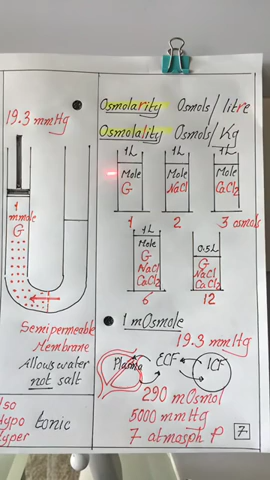 19.3 mmHg
1
mmole
G
Semipermeable
Membrane
Allows water
not salt
Iso
Hypo tonic
Hyper
Osmolarity Osmols/litre
Osmolality Osmols/Kg
1L 1L 1L
Mole Mole Mole
G NaCl CaCl2
1 2 3 osmols
1L
Mole
G
NaCl
CaCl2
6
0.5L
G
NaCl
CaCl2
12
1 mOsmole
19.3 mmHg
Plasma ECF ICF
290 mOsmol
5000 mmHg
7 atmosph P
7